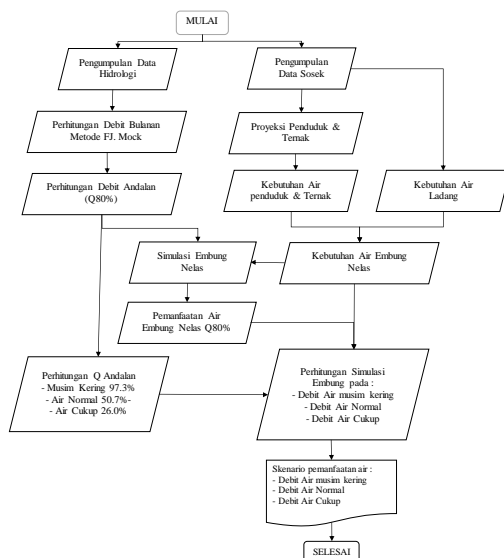 MULAI
Pengumpulan Data
Hidrologi
Pengumpulan
Data Sosek
Perhitungan Debit Bulanan
Metode FJ. Mock
Proyeksi Penduduk &
Ternak
Perhitungan Debit Andalan
(Q80%)
Kebutuhan Air
penduduk & Ternak
Kebutuhan Air
Ladang
Simulasi Embung
Nelas
Kebutuhan Air Embung
Nelas
Pemanfaatan Air
Embung Nelas Q80%
Perhitungan Q Andalan
- Musim Kering 97.3%
- Air Normal 50.7%-
- Air Cukup 26.0%
Perhitungan Simulasi
Embung pada :
- Debit Air musim kering
- Debit Air Normal
- Debit Air Cukup
Skenario pemanfaatan air :
- Debit Air musim kering
- Debit Air Normal
- Debit Air Cukup
SELESAI